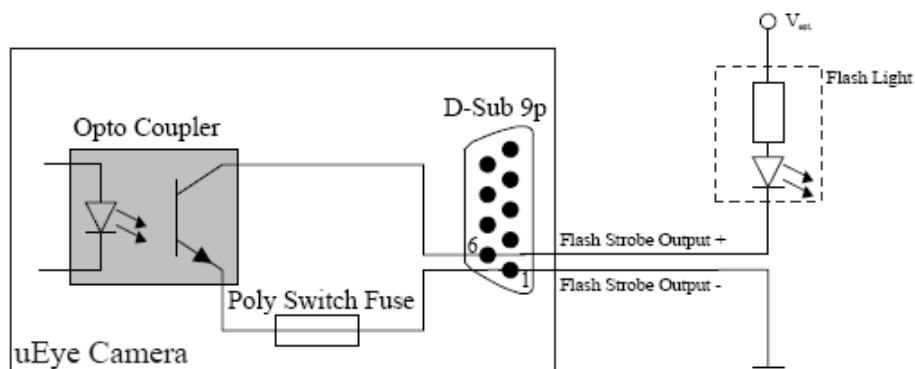 V ext.
Flash Light
D-Sub 9p
Opto Coupler
6
Flash Strobe Output +
1
Flash Strobe Output -
Poly Switch Fuse
uEye Camera